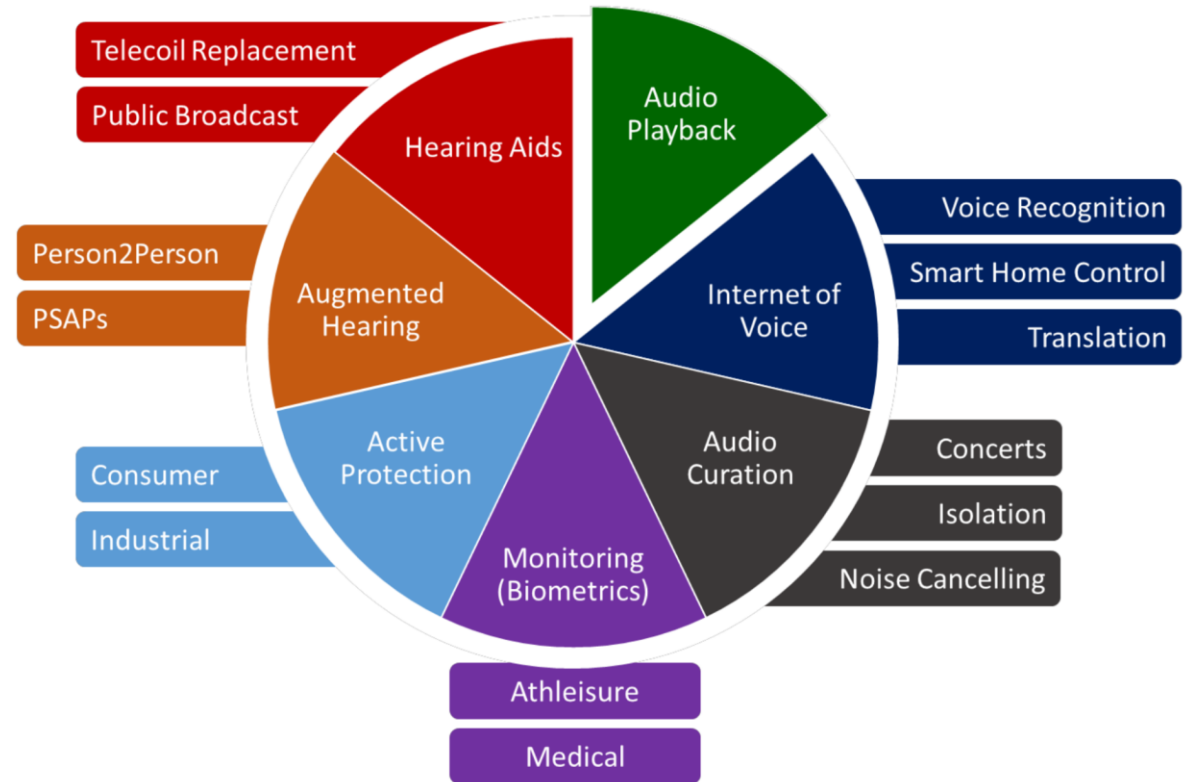 Telecoil Replacement
Public Broadcast
Hearing Aids
Audio
Playback
Voice Recognition
Smart Home Control
Translation
Internet of
Voice
Person2Person
PSAPs
Augmented
Hearing
Consumer
Industrial
Active
Protection
Audio
Curation
Concerts
Isolation
Noise Cancelling
Monitoring
(Biometrics)
Athleisure
Medical